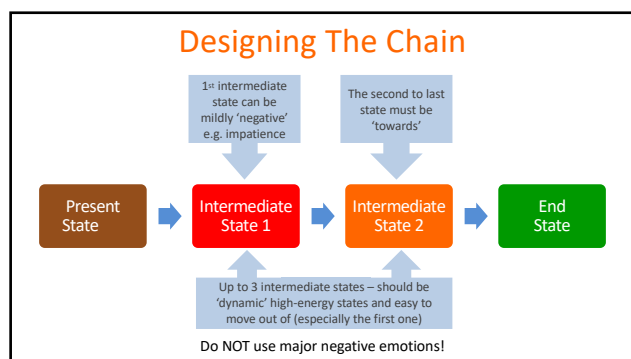 Designing The Chain
1st intermediate
state can be
mildly ‘negative’
e.g. impatience
The second to last
state must be
‘towards’
Present
State
Intermediate
State 1
Intermediate
State 2
End
State
Up to 3 intermediate states – should be
‘dynamic’ high-energy states and easy to
move out of (especially the first one)
Do NOT use major negative emotions!